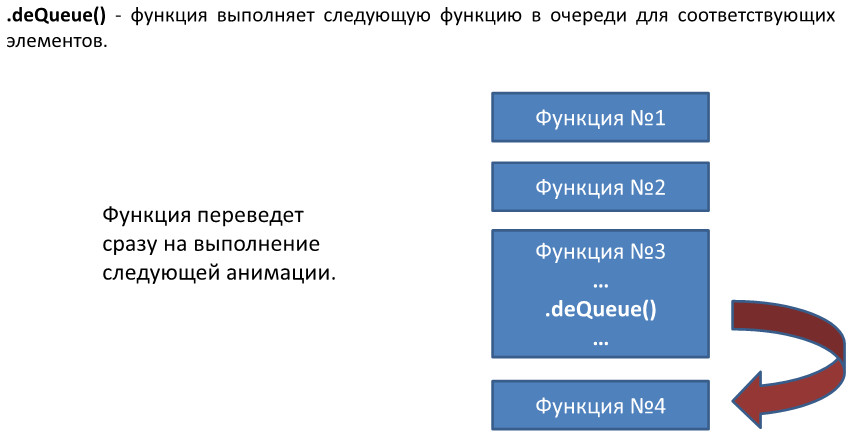 .deQueue() - функция выполняет следующую функцию в очереди для соответствующих
элементов.
Функция №1
Функция №2
Функция переведет
сразу на выполнение
следующей анимации.
Функция №3
...
.deQueue()
...
Функция №4